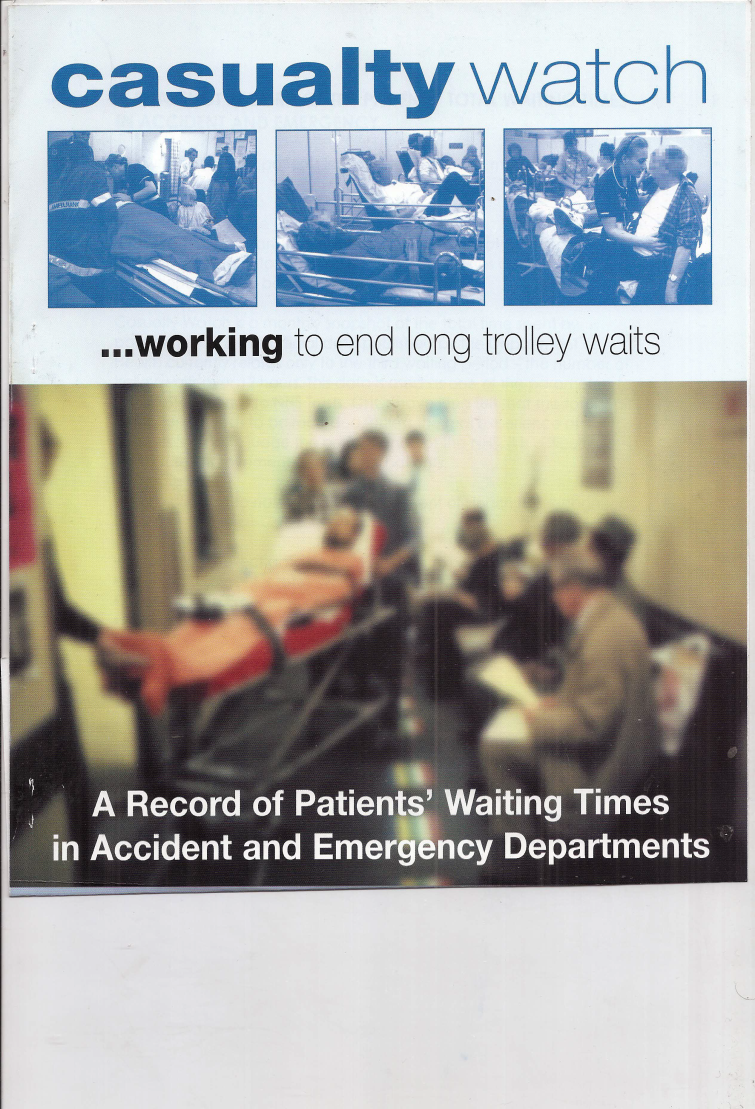 casualty watch
...working to end long trolley waits
A Record of Patients' Waiting Times
in Accident and Emergency Departments